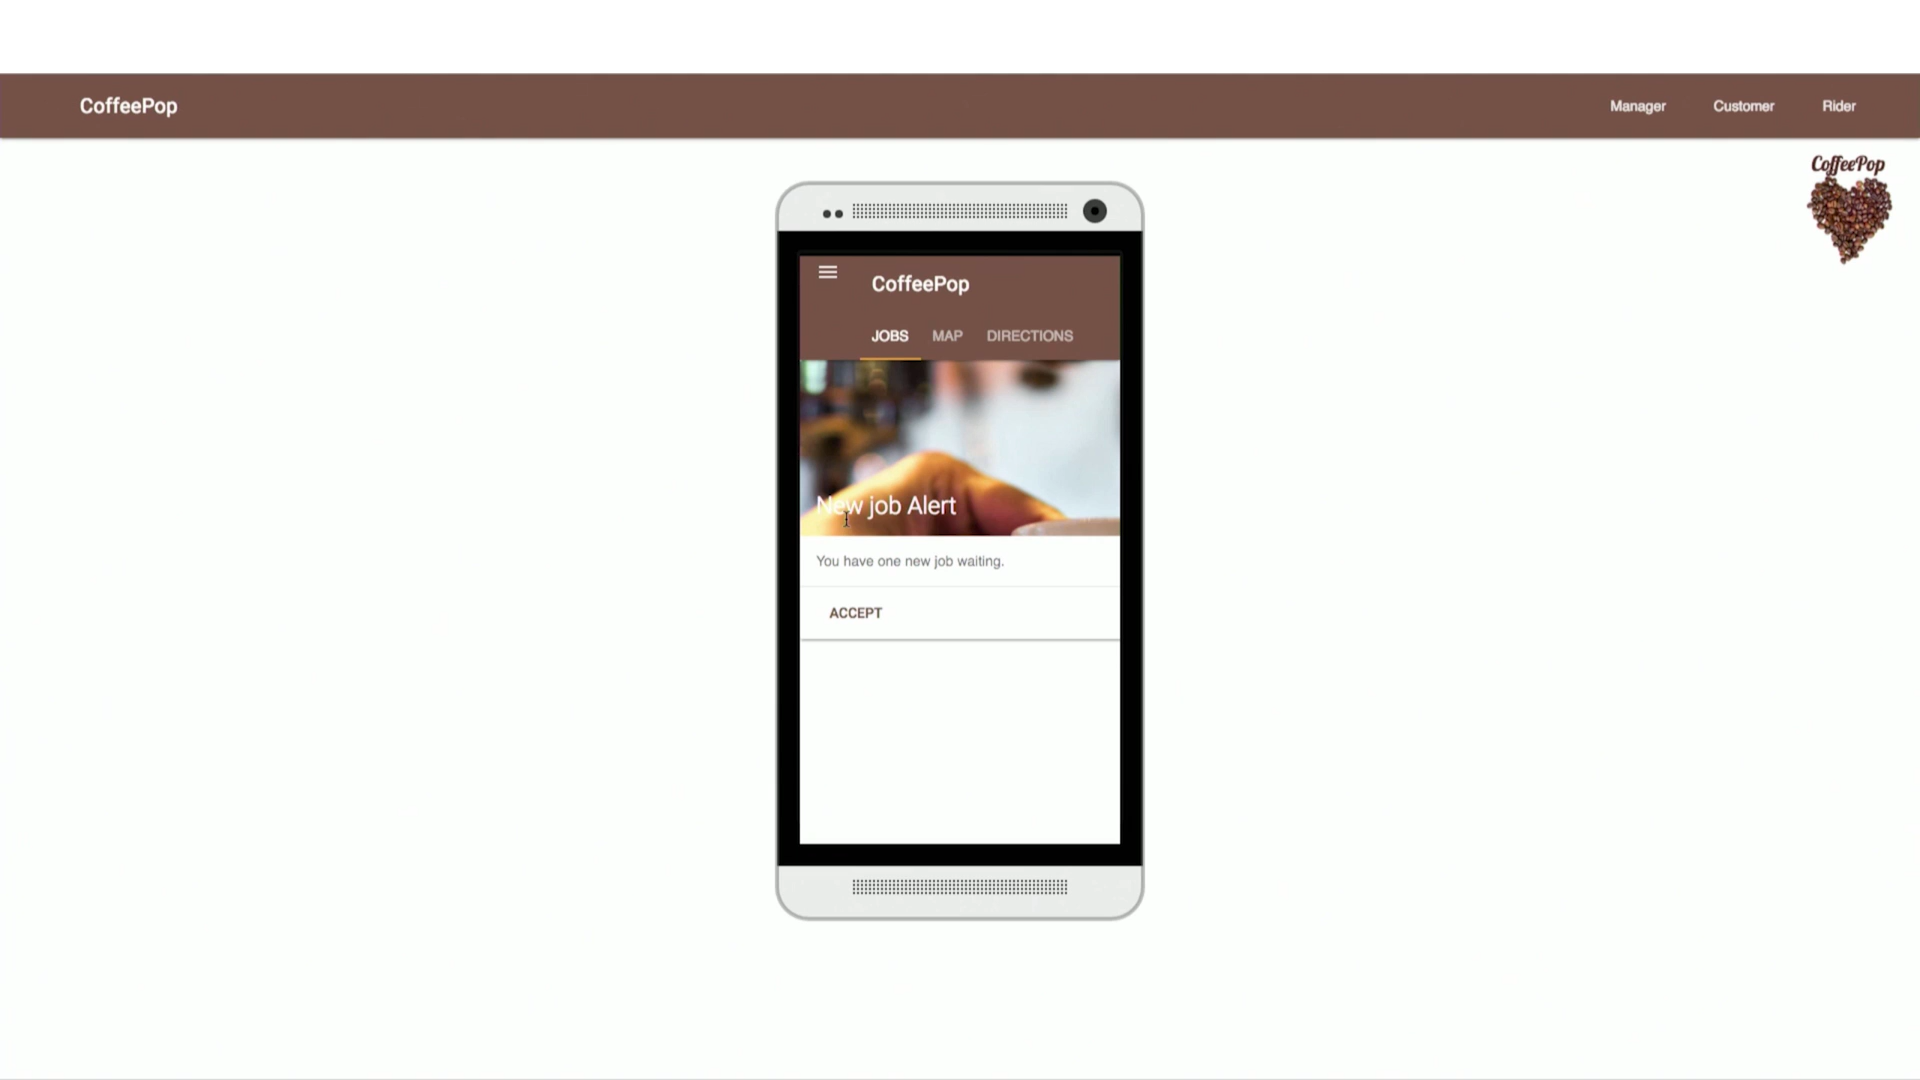 CoffeePop
Manager Customer Rider
CoffeePop
CoffeePop
JOBS MAP DIRECTIONS
New job Alert
You have one new job waiting.
ACCEPT